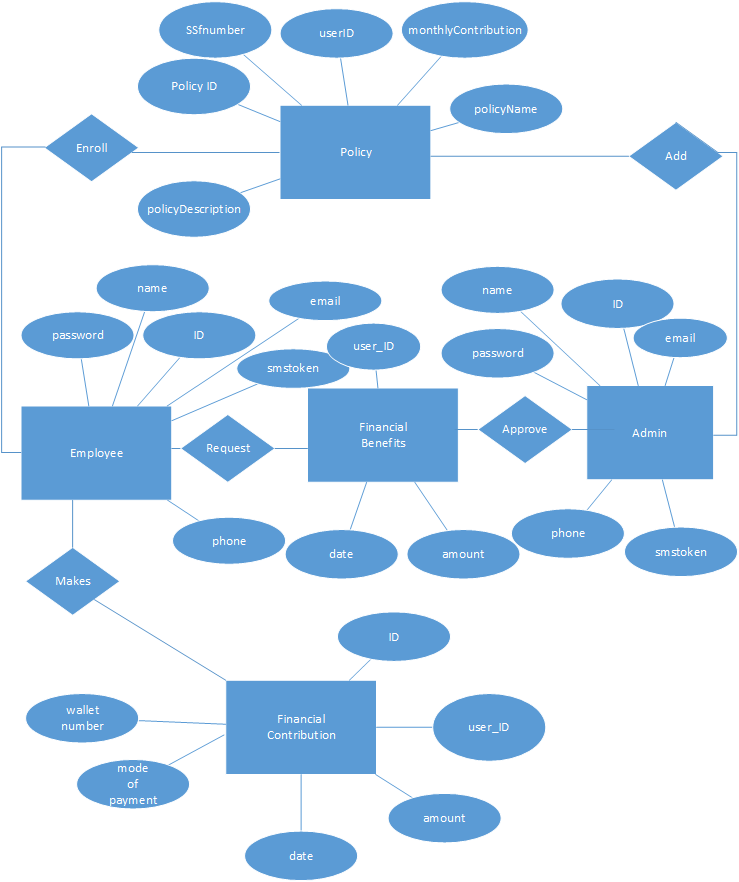 SSfnumber
userID
monthlyContribution
Policy ID
policyName
Enroll
Policy
Add
policyDescription
name
email
name
ID
password
ID
user_ID
email
smstoken
password
Employee
Request
Financial
Benefits
Approve
Admin
phone
date
amount
phone
smstoken
Makes
ID
wallet
number
Financial
Contribution
user_ID
mode
of
payment
amount
date